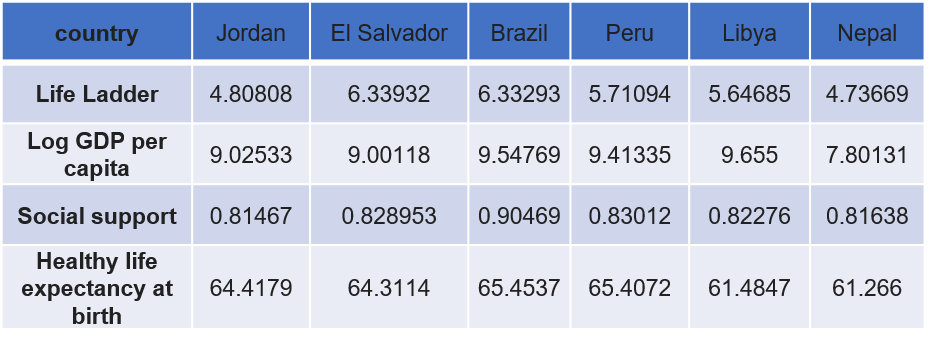 country Jordan El Salvador Brazil Peru Libya Nepal
Life Ladder 4.80808 6.33932 6.33293 5.71094 5.64685 4.73669
Log GDP per
capita 9.02533 9.00118 9.54769 9.41335 9.655 7.80131
Social support 0.81467 0.828953 0.90469 0.83012 0.82276 0.81638
Healthy life
expectancy at 64.4179 64.3114 65.4537 65.4072 61.4847 61.266
birth